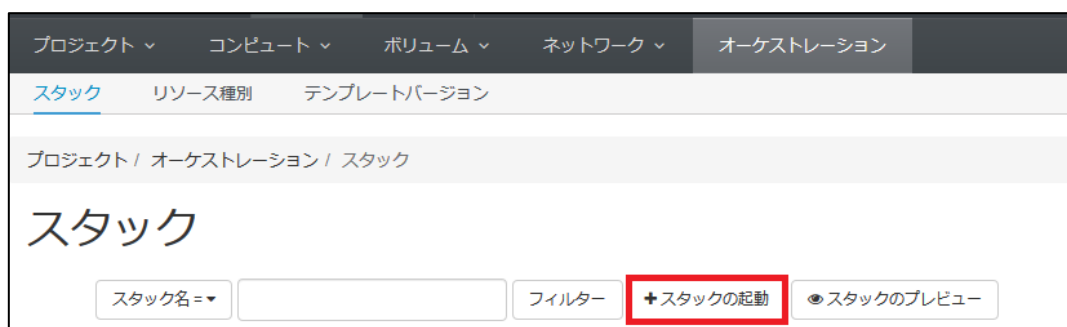 プロジェクト コンピュート ボリューム ネットワーク オーケストレーション
スタック リソース種別 テンプレートバージョン
プロジェクト / オーケストレーション / スタック
スタック
スタック名 = フィルター +スタックの起動 スタックのプレビュー